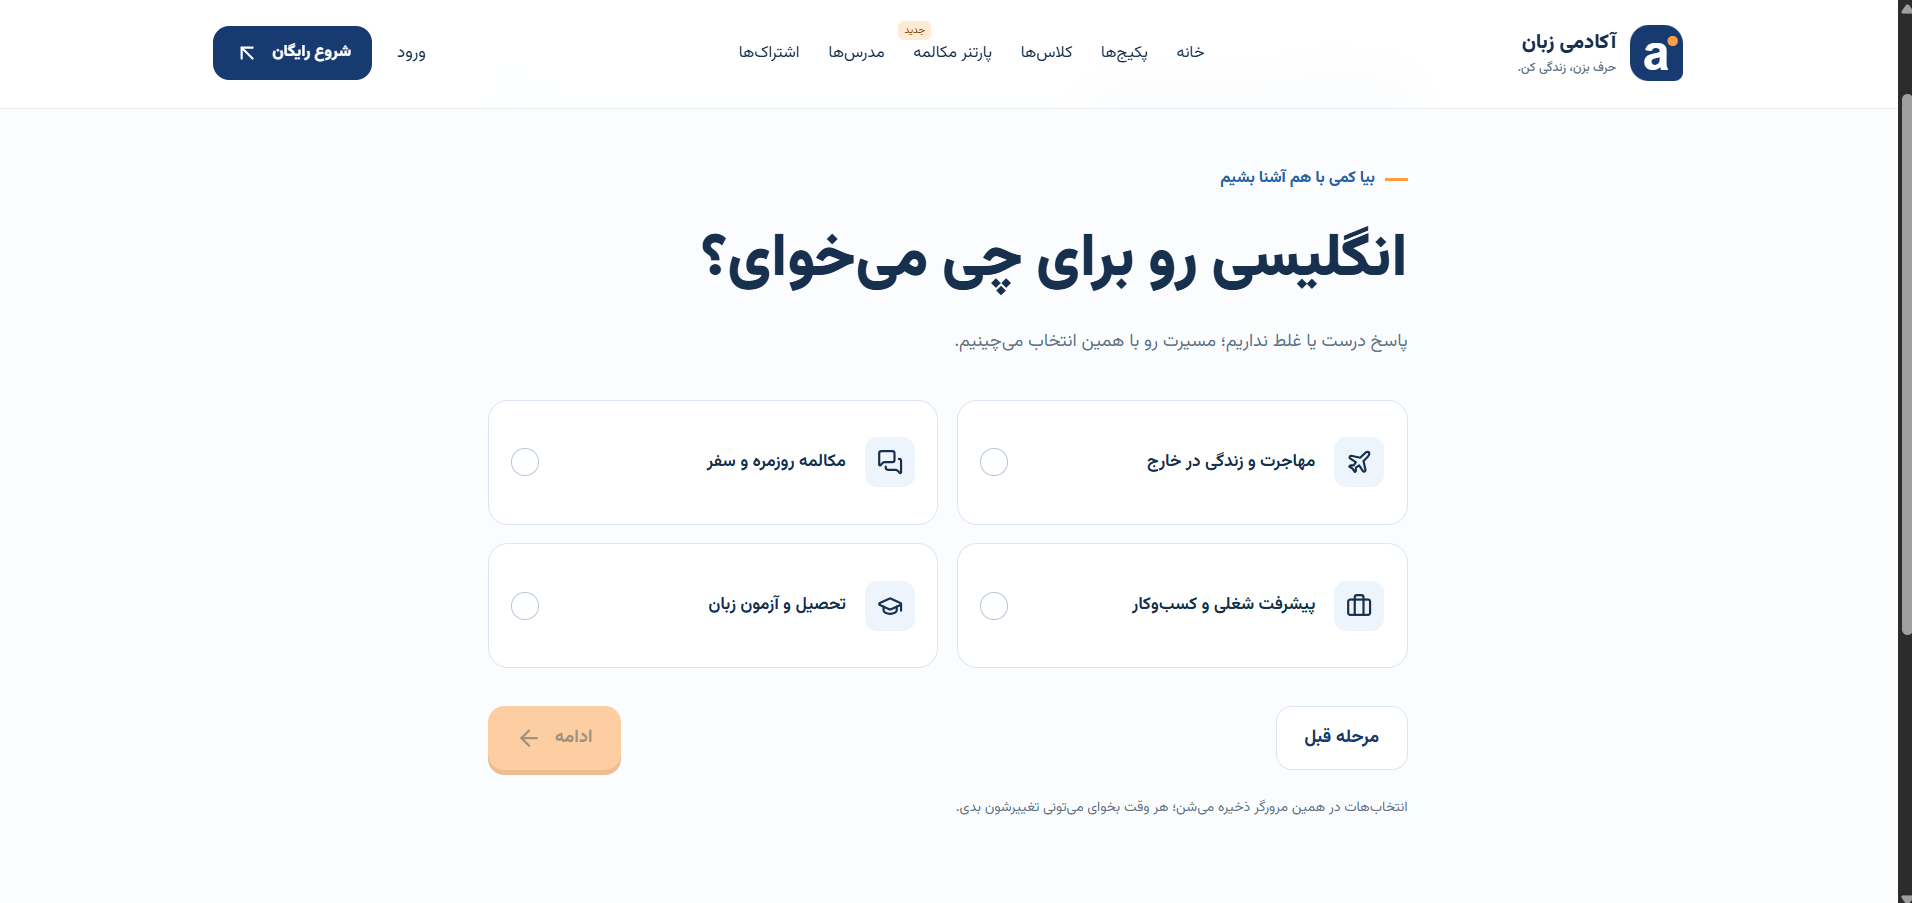 آکادمی زبان
حرف بزن، زندگی کن.
خانه
پکیج‌ها
کلاس‌ها
پارتنر مکالمه
جدید
مدرس‌ها
اشتراک‌ها
ورود
شروع رایگان
بیا کمی با هم آشنا بشیم
انگلیسی رو برای چی می‌خوای؟
پاسخ درست یا غلط نداریم؛ مسیرت رو با همین انتخاب می‌چینیم.
مهاجرت و زندگی در خارج
مکالمه روزمره و سفر
پیشرفت شغلی و کسب‌وکار
تحصیل و آزمون زبان
مرحله قبل
ادامه
انتخاب‌هات در همین مرورگر ذخیره می‌شن؛ هر وقت بخوای می‌تونی تغییرشون بدی.